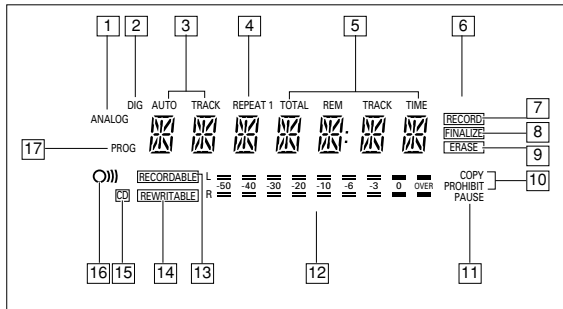 1 2 3 4 5 6
DIG AUTO TRACK REPEAT 1 TOTAL REM TRACK TIME
ANALOG
RECORD 7
17 PROG
FINALIZE 8
ERASE 9
RECORDABLE L
COPY
PROHIBIT 10
-50 -40 -30 -20 -10 -6 -3 0 OVER
CD REWRITABLE R
PAUSE
16 15 14 13 12 11